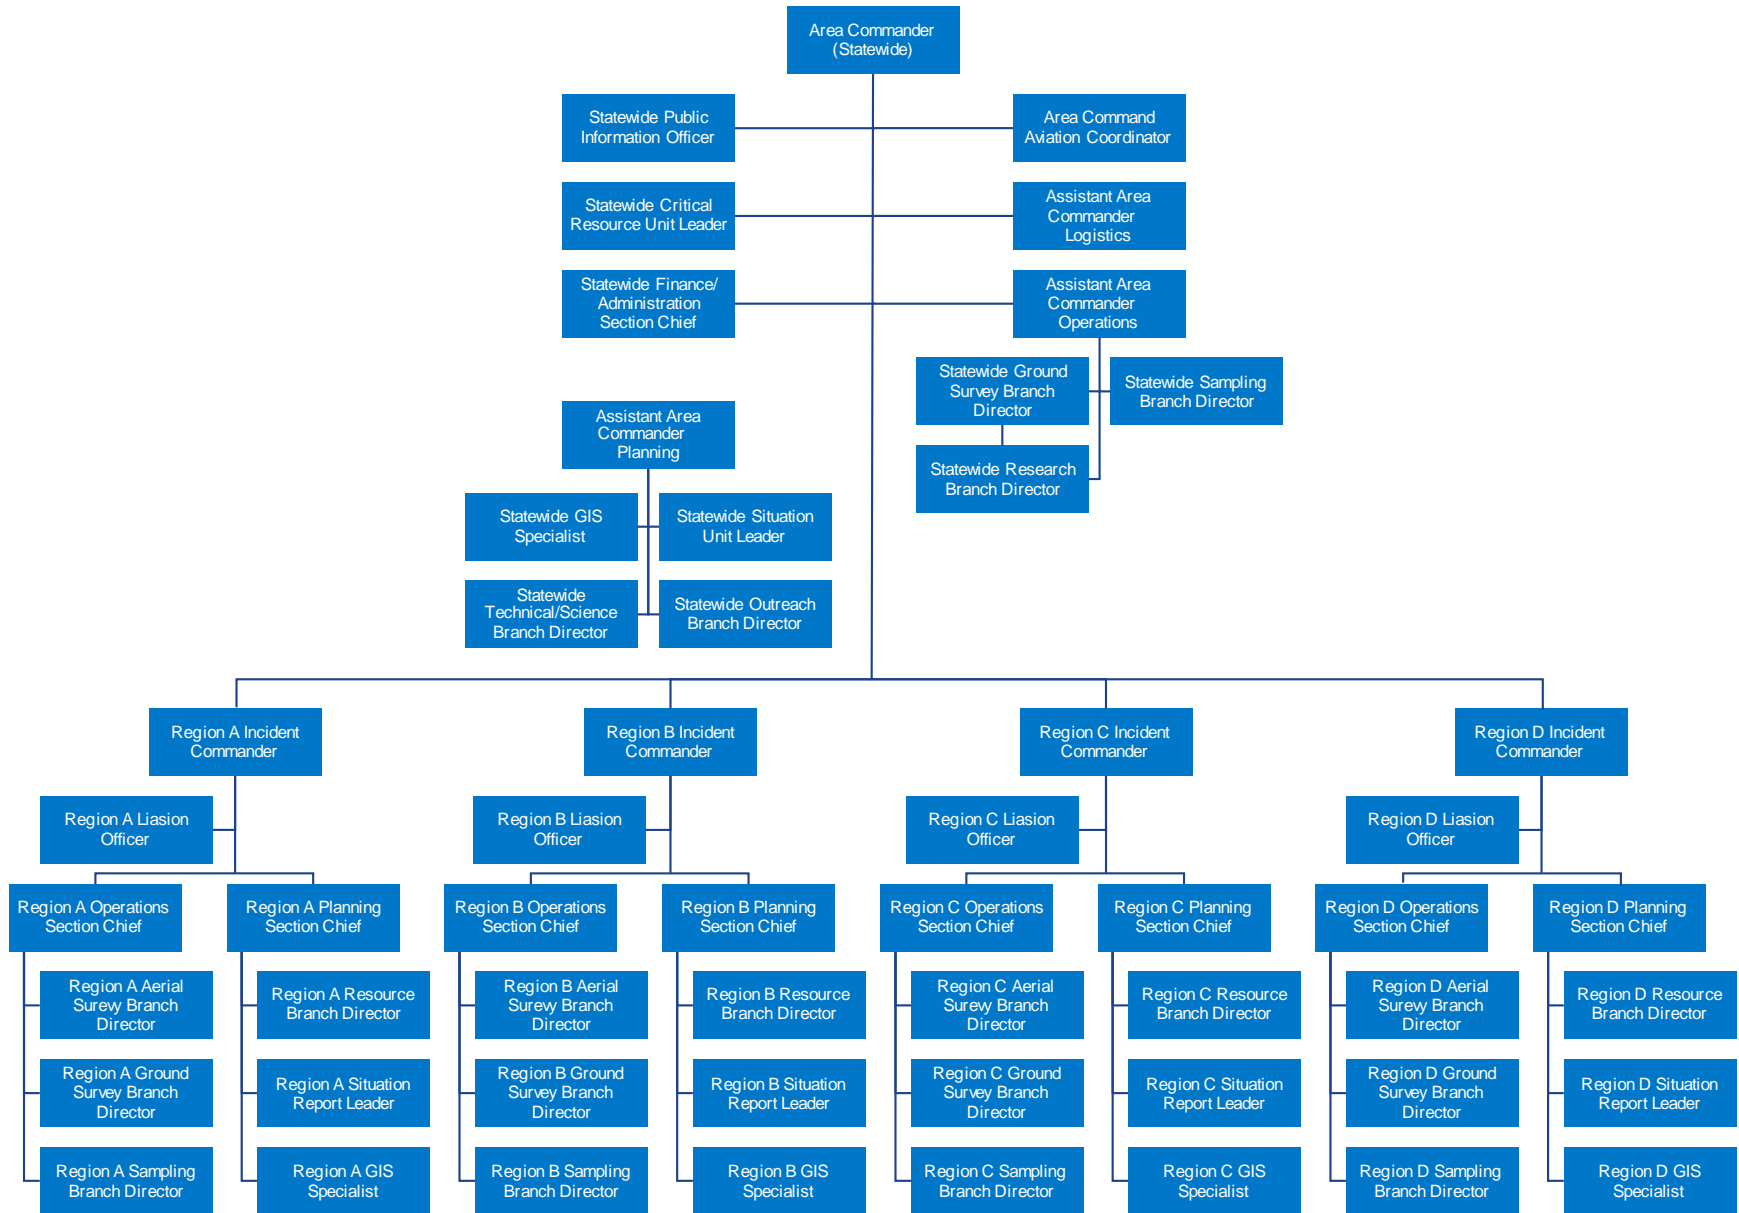 Area Commander
(Statewide)
Statewide Public
Information Officer
Area Command
Aviation Coordinator
Statewide Critical
Resource Unit Leader
Assistant Area
Commander
Logistics
Statewide Finance/
Administration
Section Chief
Assistant Area
Commander
Operations
Statewide Ground
Survey Branch
Director
Statewide Sampling
Branch Director
Statewide Research
Branch Director
Assistant Area
Commander
Planning
Statewide GIS
Specialist
Statewide Situation
Unit Leader
Statewide
Technical/Science
Branch Director
Statewide Outreach
Branch Director
Region A Incident
Commander
Region B Incident
Commander
Region C Incident
Commander
Region D Incident
Commander
Region A Liasion
Officer
Region B Liasion
Officer
Region C Liasion
Officer
Region D Liasion
Officer
Region A Operations
Section Chief
Region A Planning
Section Chief
Region B Operations
Section Chief
Region B Planning
Section Chief
Region C Operations
Section Chief
Region C Planning
Section Chief
Region D Operations
Section Chief
Region D Planning
Section Chief
Region A Aerial
Surevy Branch
Director
Region A Resource
Branch Director
Region B Aerial
Surevy Branch
Director
Region B Resource
Branch Director
Region C Aerial
Surevy Branch
Director
Region C Resource
Branch Director
Region D Aerial
Surevy Branch
Director
Region D Resource
Branch Director
Region A Ground
Survey Branch
Director
Region A Situation
Report Leader
Region B Ground
Survey Branch
Director
Region B Situation
Report Leader
Region C Ground
Survey Branch
Director
Region C Situation
Report Leader
Region D Ground
Survey Branch
Director
Region D Situation
Report Leader
Region A Sampling
Branch Director
Region A GIS
Specialist
Region B Sampling
Branch Director
Region B GIS
Specialist
Region C Sampling
Branch Director
Region C GIS
Specialist
Region D Sampling
Branch Director
Region D GIS
Specialist